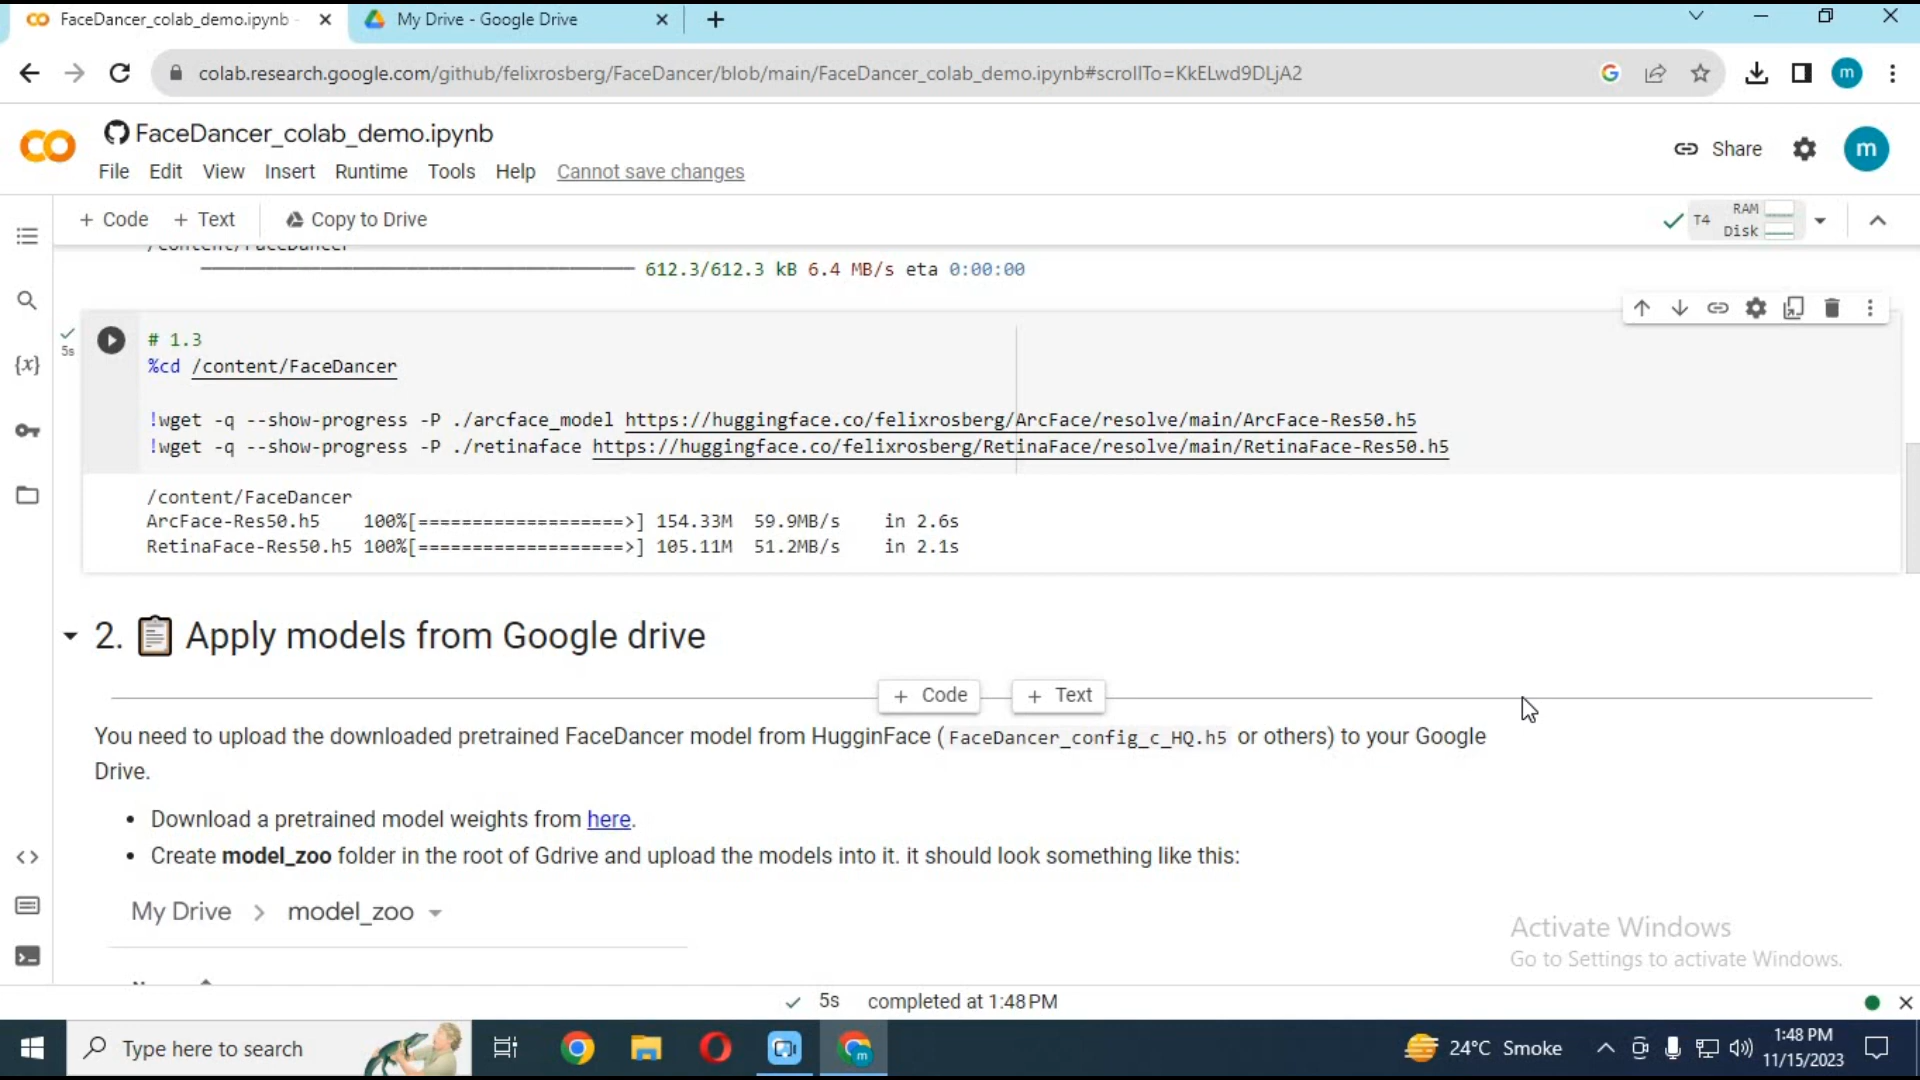 FaceDancer_colab_demo.ipynb -
My Drive - Google Drive
colab.research.google.com/github/felixrosberg/FaceDancer/blob/main/FaceDancer_colab_demo.ipynb#scrollTo=KkELwd9DLjA2
m
FaceDancer_colab_demo.ipynb
File Edit View Insert Runtime Tools Help Cannot save changes
Share
m
+ Code + Text Copy to Drive
T4 RAM
Disk
/content/FaceDancer
612.3/612.3 kB 6.4 MB/s eta 0:00:00
5s
# 1.3
%cd /content/FaceDancer
!wget -q --show-progress -P ./arcface_model https://huggingface.co/felixrosberg/ArcFace/resolve/main/ArcFace-Res50.h5
!wget -q --show-progress -P ./retinaface https://huggingface.co/felixrosberg/RetinaFace/resolve/main/RetinaFace-Res50.h5
/content/FaceDancer
ArcFace-Res50.h5 100%[===================>] 154.33M 59.9MB/s in 2.6s
RetinaFace-Res50.h5 100%[===================>] 105.11M 51.2MB/s in 2.1s
2. 📋 Apply models from Google drive
+ Code + Text
You need to upload the downloaded pretrained FaceDancer model from HugginFace (FaceDancer_config_c_HQ.h5 or others) to your Google
Drive.
• Download a pretrained model weights from here.
• Create model_zoo folder in the root of Gdrive and upload the models into it. it should look something like this:
My Drive > model_zoo
Activate Windows
Go to Settings to activate Windows.
5s completed at 1:48 PM
Type here to search
m
24°C Smoke
1:48 PM
11/15/2023